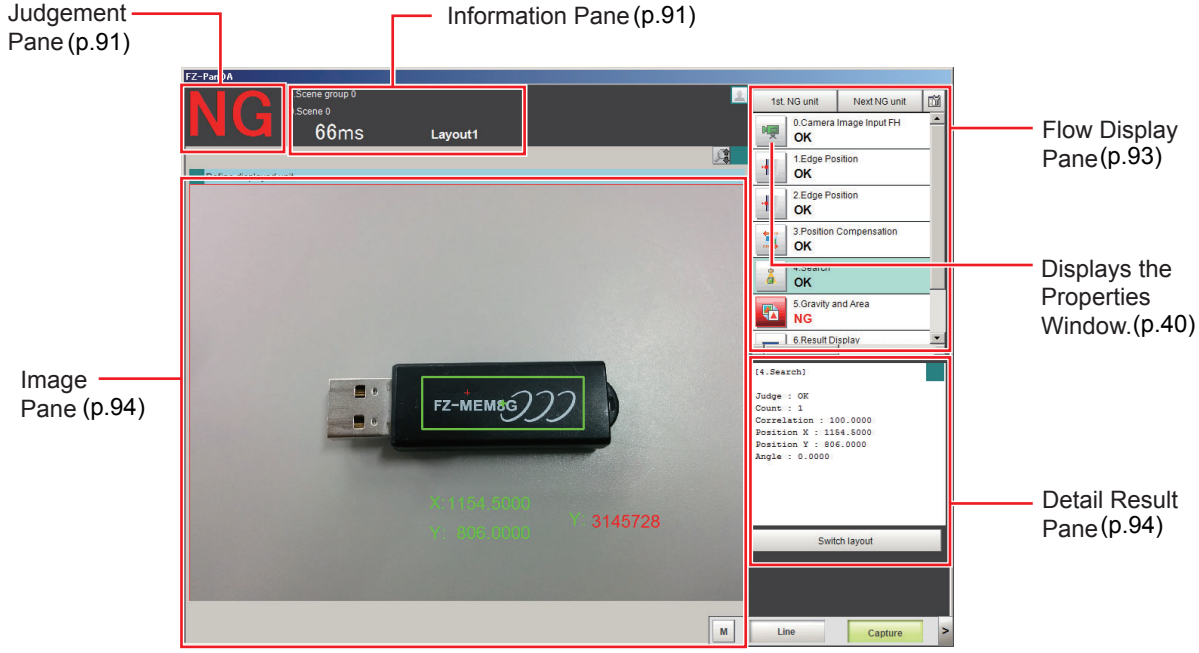 Judgement
Pane (p.91)
Information Pane (p.91)
FZ-PanDA
NG
.Scene group 0
.Scene 0
66ms
Layout1
1st. NG unit
Next NG unit
0.Camera Image Input FH
OK
1.Edge Position
OK
2.Edge Position
OK
3.Position Compensation
OK
4.Search
OK
5.Gravity and Area
NG
6.Result Display
Flow Display
Pane (p.93)
Displays the
Properties
Window. (p.40)
Image
Pane (p.94)
FZ-MEM8G
X: 1154.5000
Y: 806.0000
Y: 3145728
[4.Search]
Judge : OK
Count : 1
Correlation : 100.0000
Position X : 1154.5000
Position Y : 806.0000
Angle : 0.0000
Detail Result
Pane (p.94)
Switch layout
M
Line
Capture
>